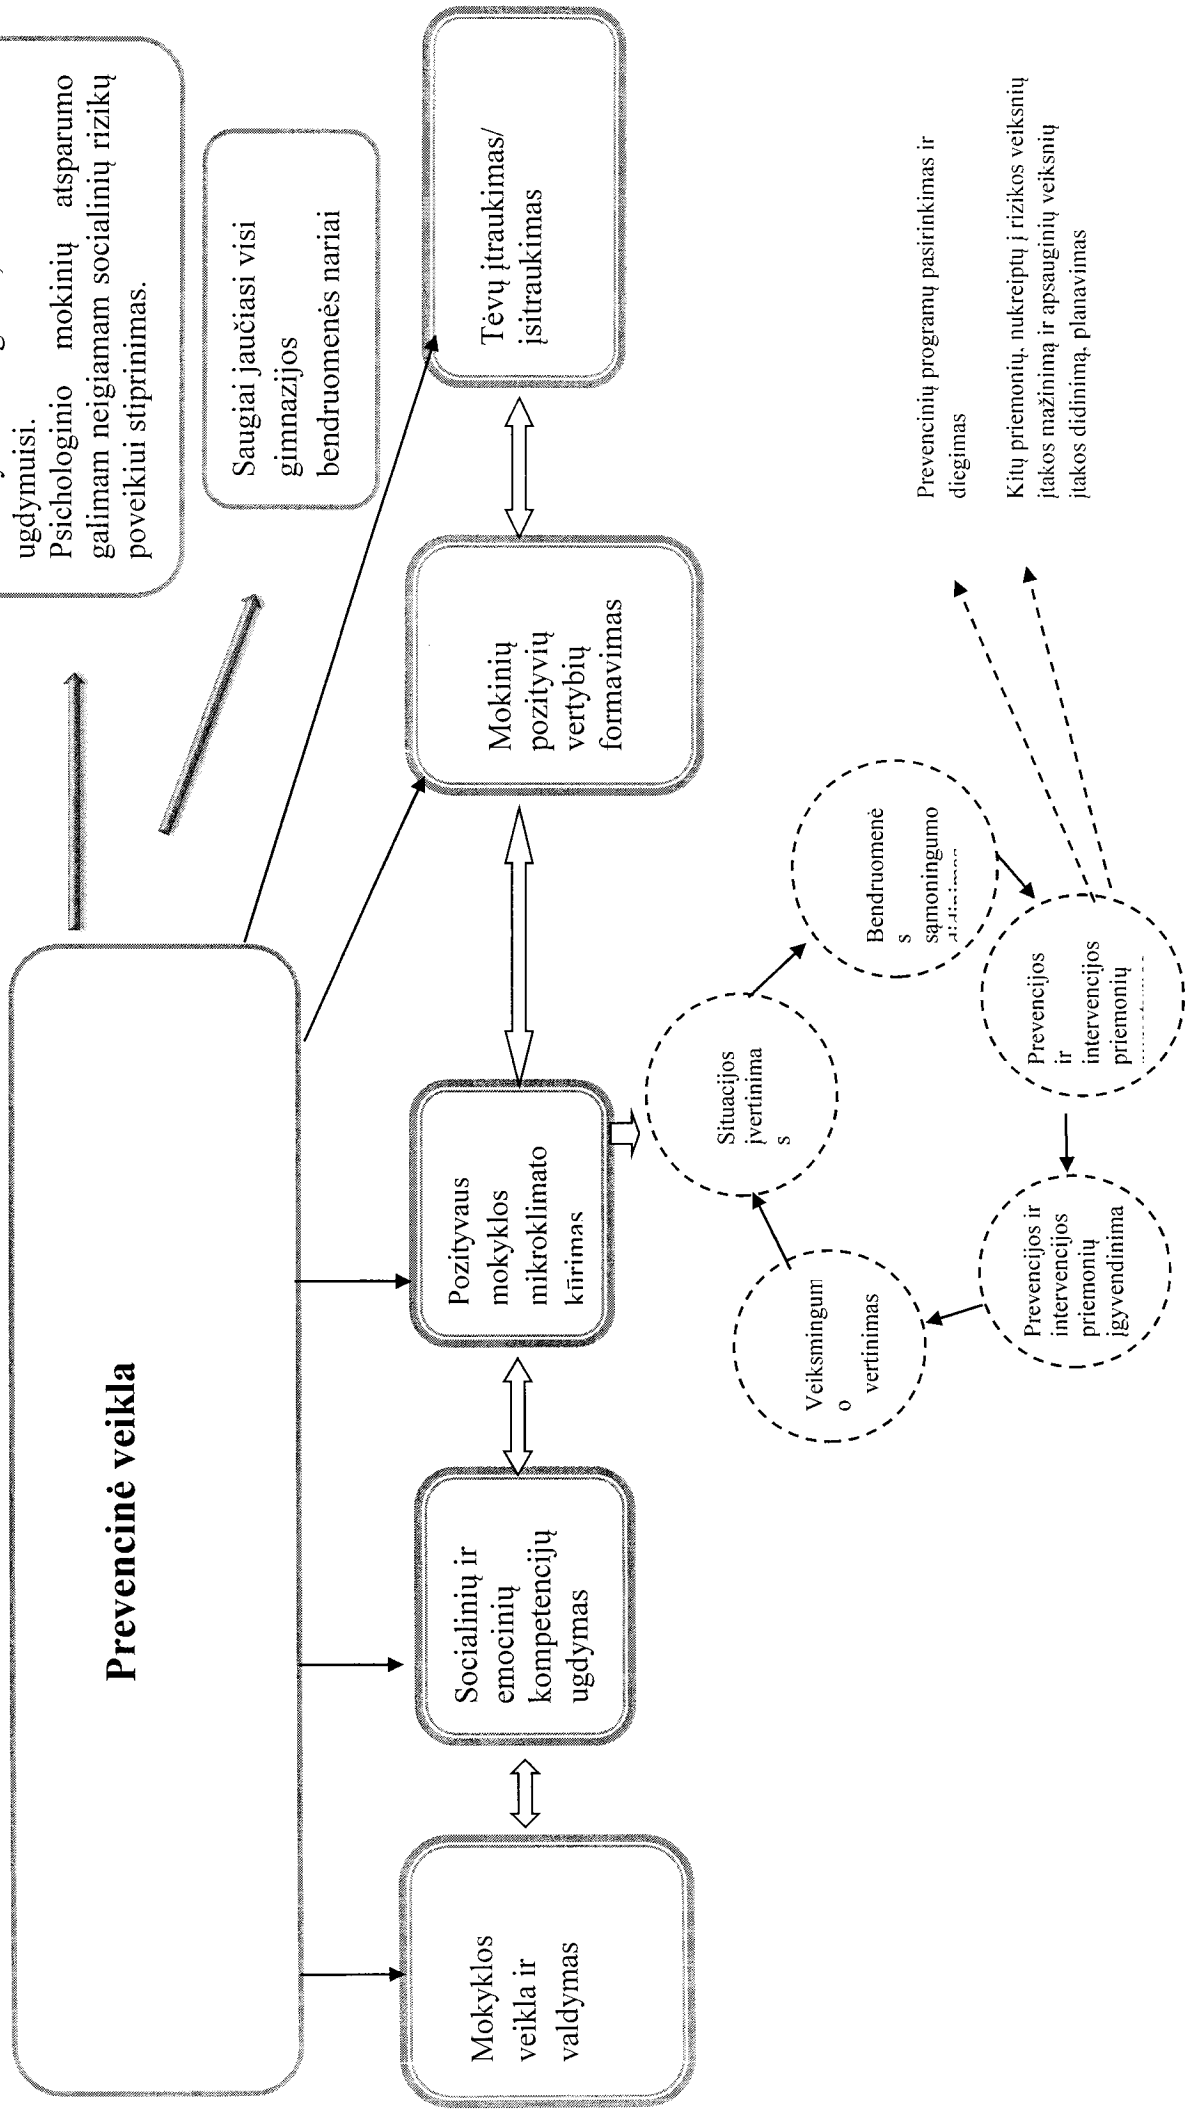 ugdymuisi.
Psichologinio mokinių atsparumo
galimam neigiamam socialinių rizikų
poveikiui stiprinimas.
Saugiai jaučiasi visi
gimnazijos
bendruomenės nariai
Prevencinė veikla
Mokyklos
veikla ir
valdymas
Socialinių ir
emocinių
kompetencijų
ugdymas
Pozityvaus
mokyklos
mikroklimato
kūrimas
Mokinių
pozityvių
vertybių
formavimas
Tėvų įtraukimas/
įsitraukimas
Situacijos
įvertinima
s
Bendruomenė
s
sąmoningumo
Prevencijos
ir
intervencijos
priemonių
Prevencijos ir
intervencijos
priemonių
įgyvendinima
Veiksmingum
o
vertinimas
Prevencinių programų pasirinkimas ir
diegimas
Kitų priemonių, nukreiptų į rizikos veiksnių
įtakos mažinimą ir apsauginių veiksnių
įtakos didinimą, planavimas